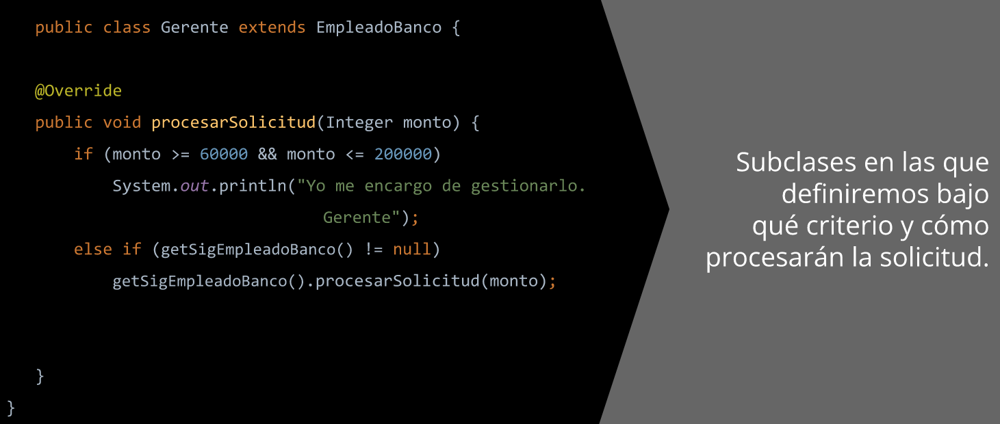 public class Gerente extends EmpleadoBanco {
@Override
public void procesarSolicitud(Integer monto) {
if (monto >= 60000 && monto <= 200000)
System.out.println("Yo me encargo de gestionarlo.
Gerente");
else if (getSigEmpleadoBanco() != null)
getSigEmpleadoBanco().procesarSolicitud(monto);
}
}
Subclases en las que
definiremos bajo
qué criterio y cómo
procesarán la solicitud.